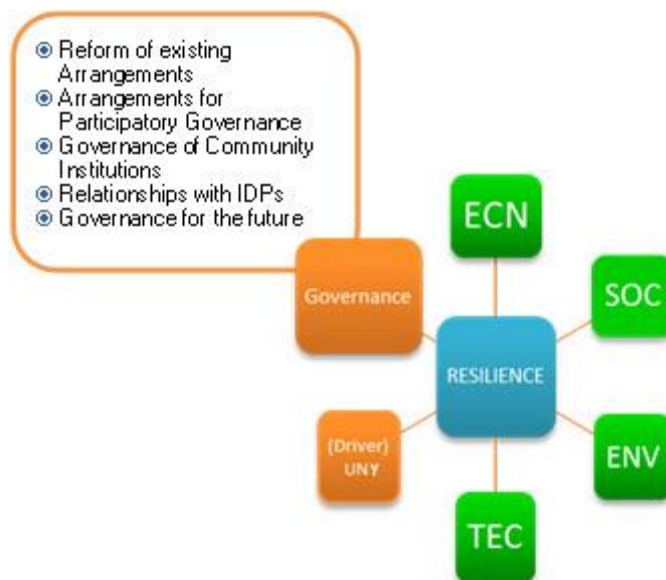 Reform of existing
Arrangements
Arrangements for
Participatory Governance
Governance of Community
Institutions
Relationships with IDPs
Governance for the future
ECN
Governance
SOC
RESILIENCE
(Driver)
UNY
ENV
TEC